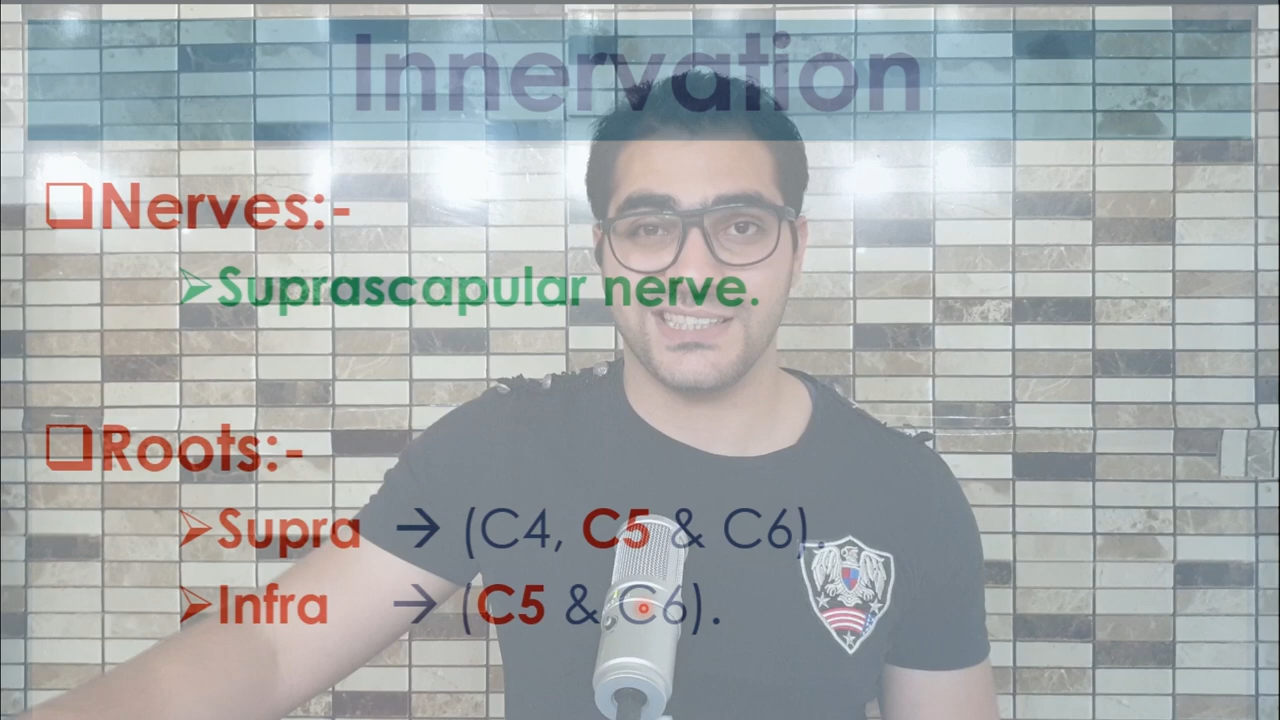 Innervation
❑Nerves:-
➢Suprascapular nerve.
❑Roots:-
➢Supra → (C4, C5 & C6).
➢Infra → (C5 & C6).